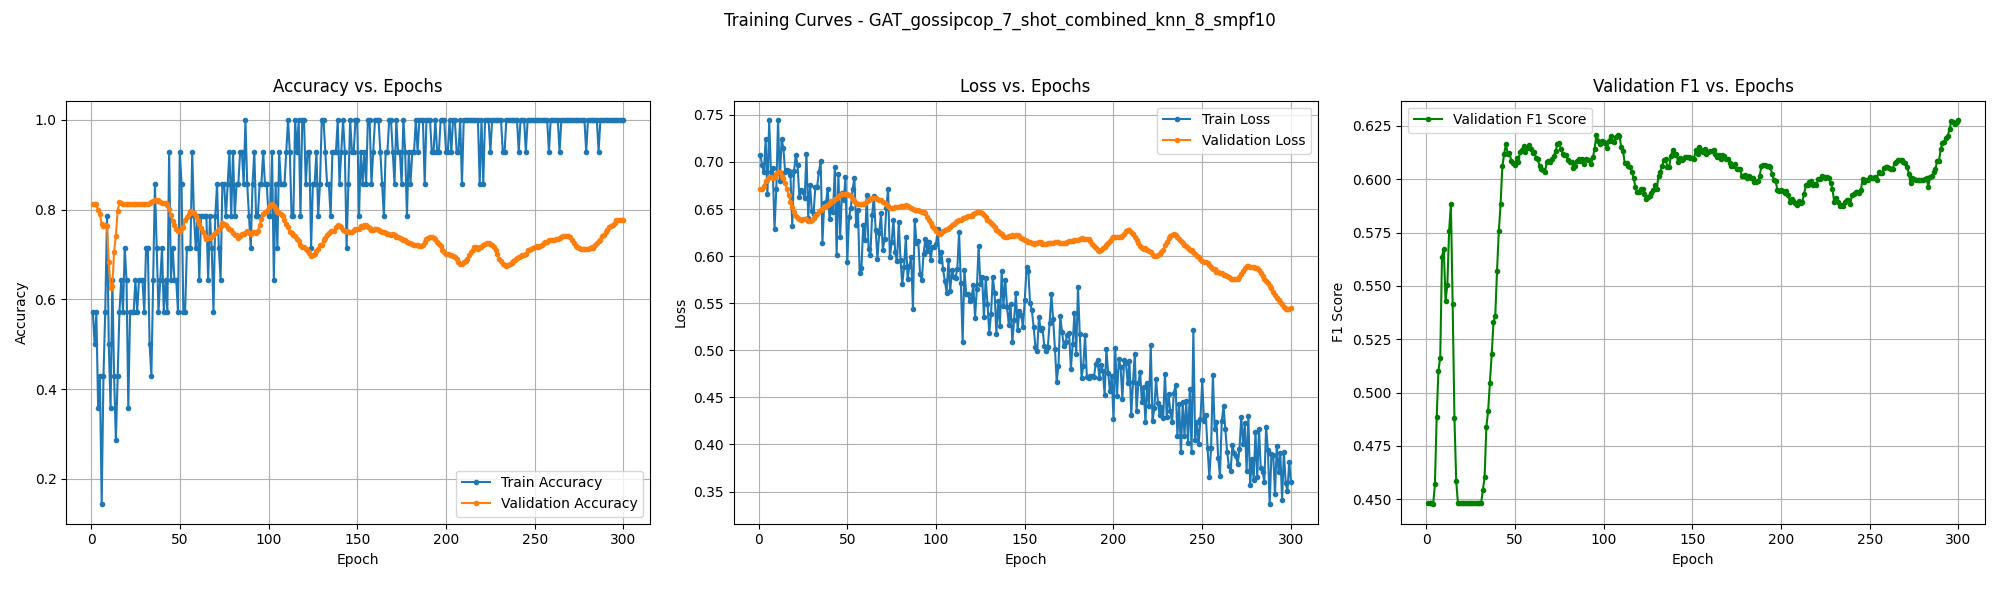 Training Curves - GAT_gossipcop_7_shot_combined_knn_8_smpf10
Accuracy vs. Epochs
1.0
0.8
0.6
0.4
0.2
Accuracy
Train Accuracy
Validation Accuracy
0 50 100 150 200 250 300
Epoch
Loss vs. Epochs
0.75
0.70
0.65
0.60
0.55
0.50
0.45
0.40
0.35
Loss
Train Loss
Validation Loss
0 50 100 150 200 250 300
Epoch
Validation F1 vs. Epochs
0.625
0.600
0.575
0.550
0.525
0.500
0.475
0.450
F1 Score
Validation F1 Score
0 50 100 150 200 250 300
Epoch